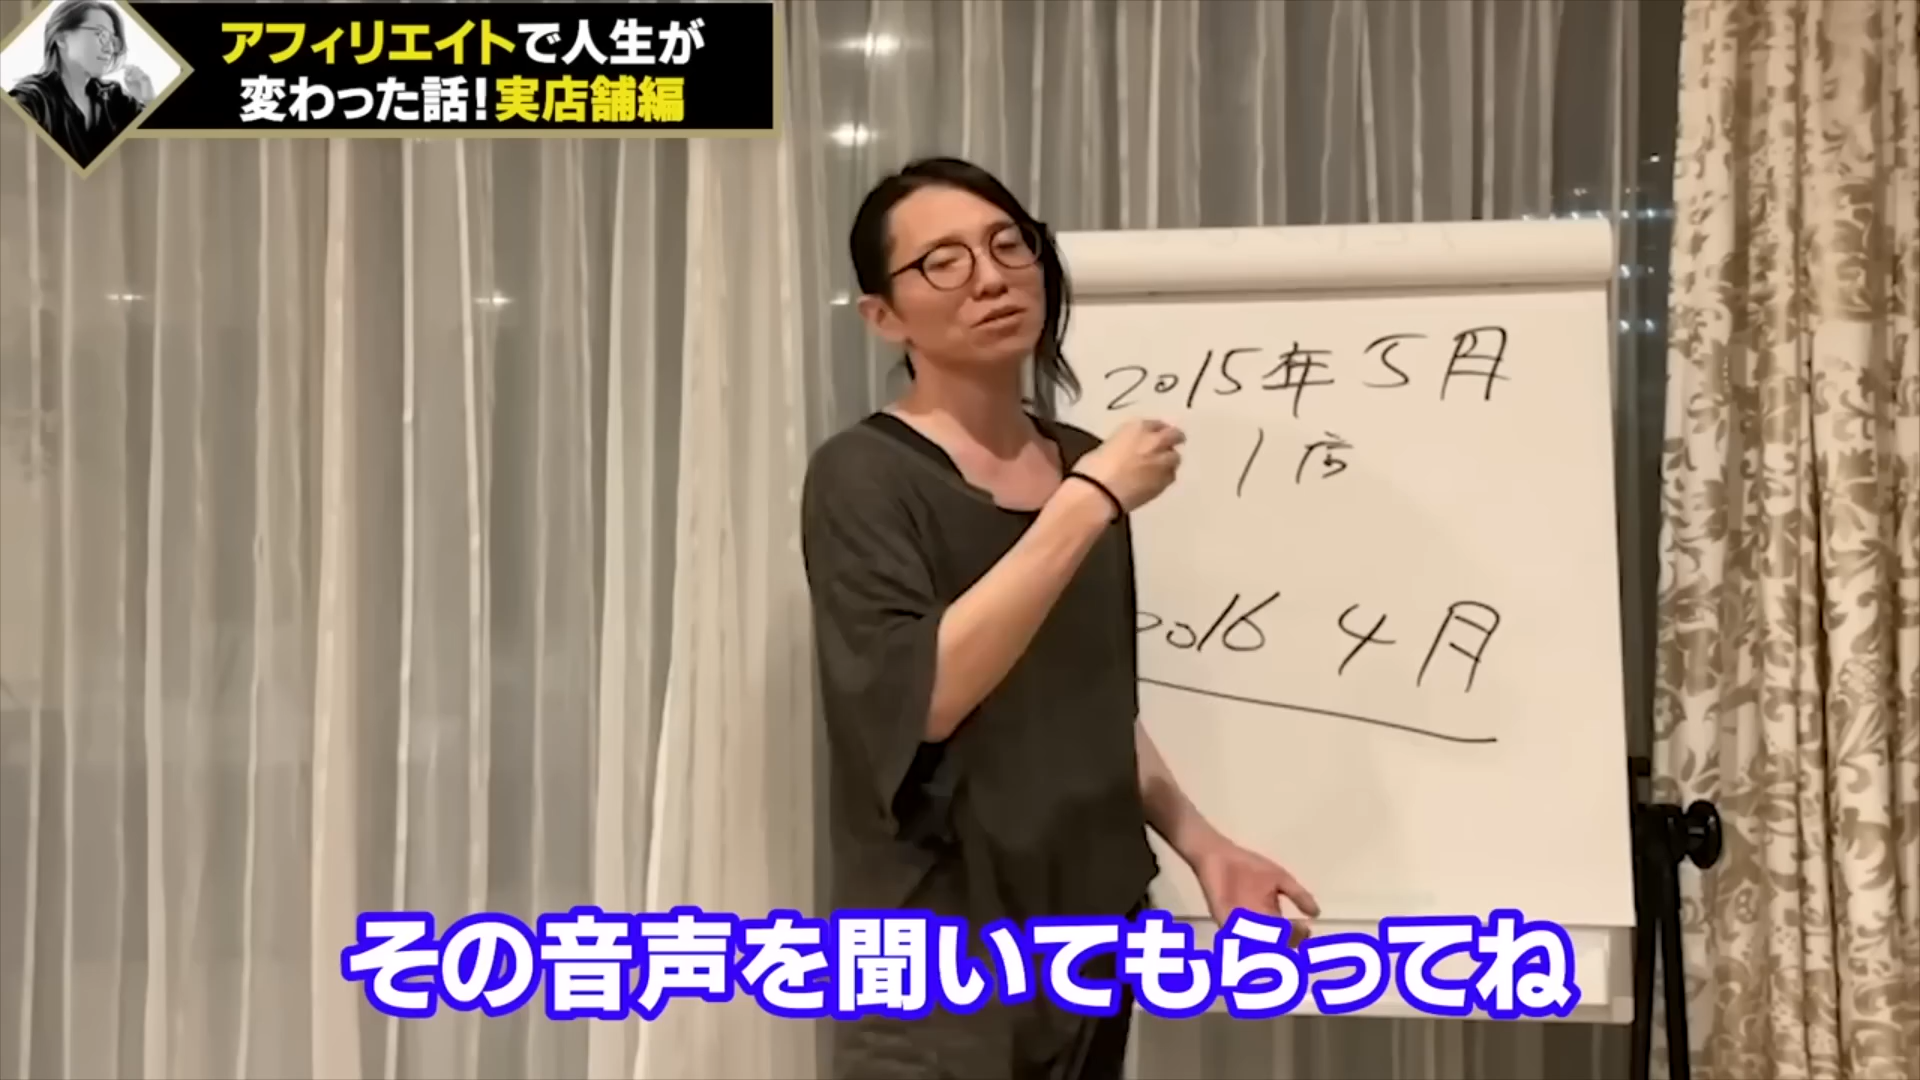 アフィリエイトで人生が
変わった話！実店舗編
2015年5月
1店
2016 4月
その音声を聞いてもらってね